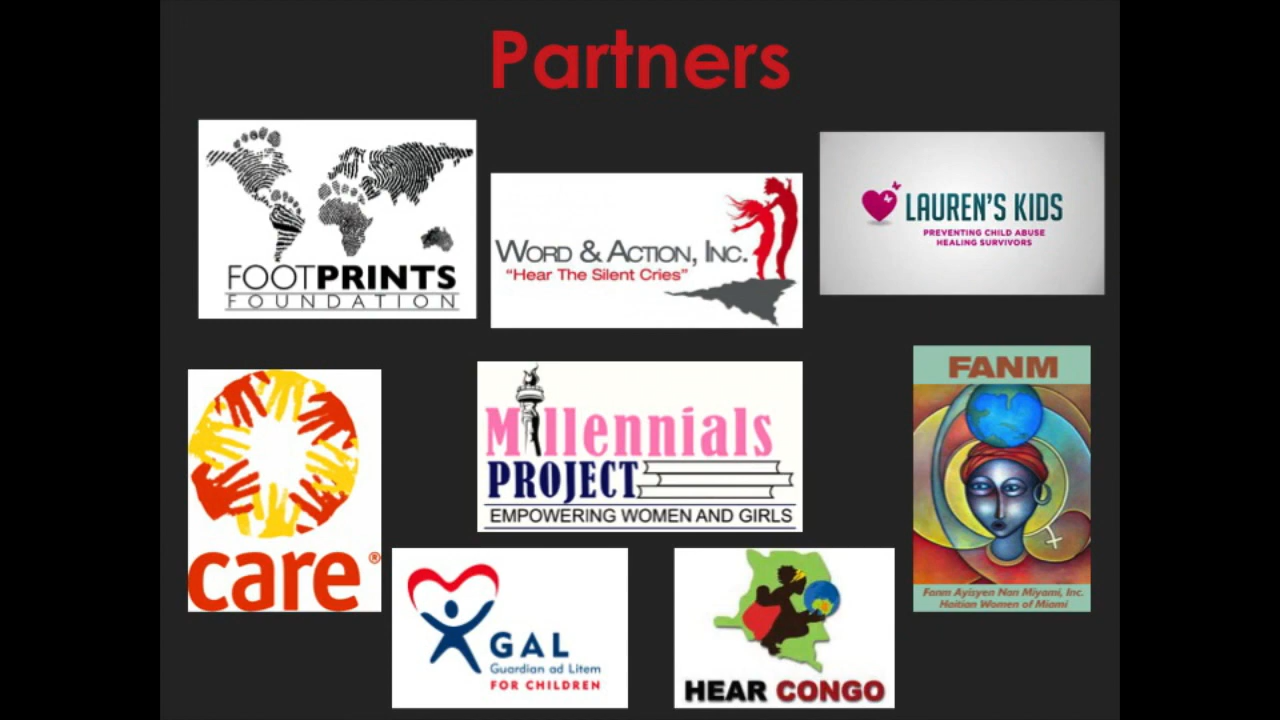 Partners
FOOTPRINTS
FOUNDATION
WORD & ACTION, INC.
"Hear The Silent Cries"
LAUREN'S KIDS
PREVENTING CHILD ABUSE
HEALING SURVIVORS
care®
Millennials
PROJECT
EMPOWERING WOMEN AND GIRLS
FANM
Fanm Ayisyen Nan Miyami, Inc.
Haitian Women of Miami
GAL
Guardian ad Litem
FOR CHILDREN
HEAR CONGO